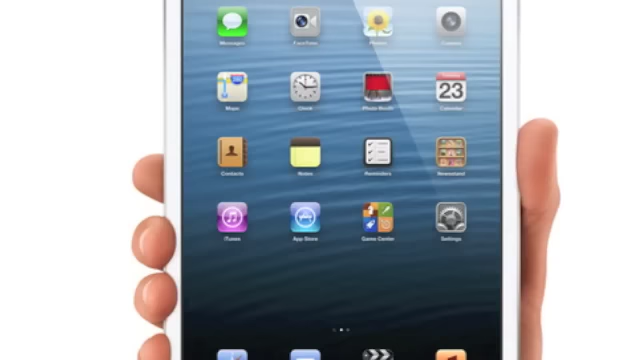 Messages FaceTime Photos Camera
Maps Clock Photo Booth Calendar
23
Contacts Notes Reminders Newsstand
iTunes App Store Game Center Settings